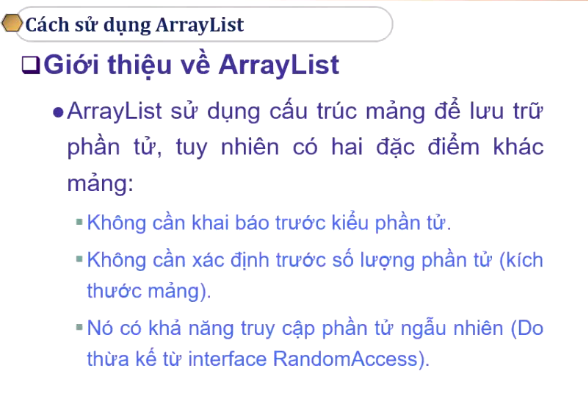 Cách sử dụng ArrayList
Giới thiệu về ArrayList
ArrayList sử dụng cấu trúc mảng để lưu trữ
phần tử, tuy nhiên có hai đặc điểm khác
mảng:
Không cần khai báo trước kiểu phần tử.
Không cần xác định trước số lượng phần tử (kích
thước mảng).
Nó có khả năng truy cập phần tử ngẫu nhiên (Do
thừa kế từ interface RandomAccess).